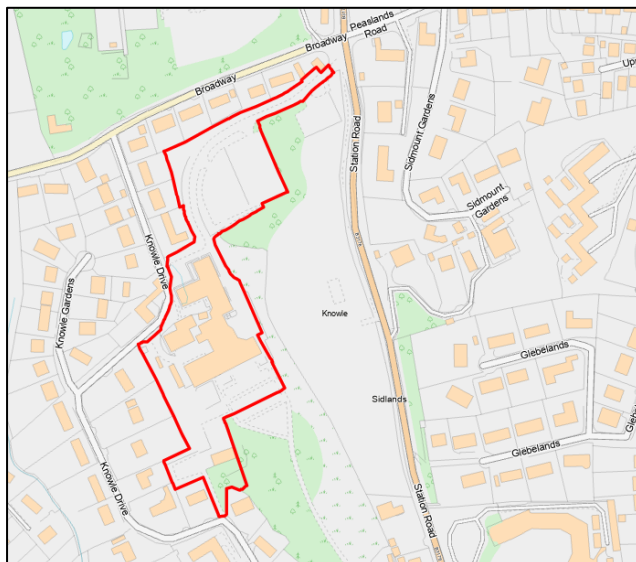 Peaslands
Road
Broadway
Broadway
Station Road
Sidmount Gardens
Sidmount
Gardens
Knowle Drive
Knowle Gardens
Knowle
Sidlands
Glebelands
Glebelands
Knowle Drive
Station Road